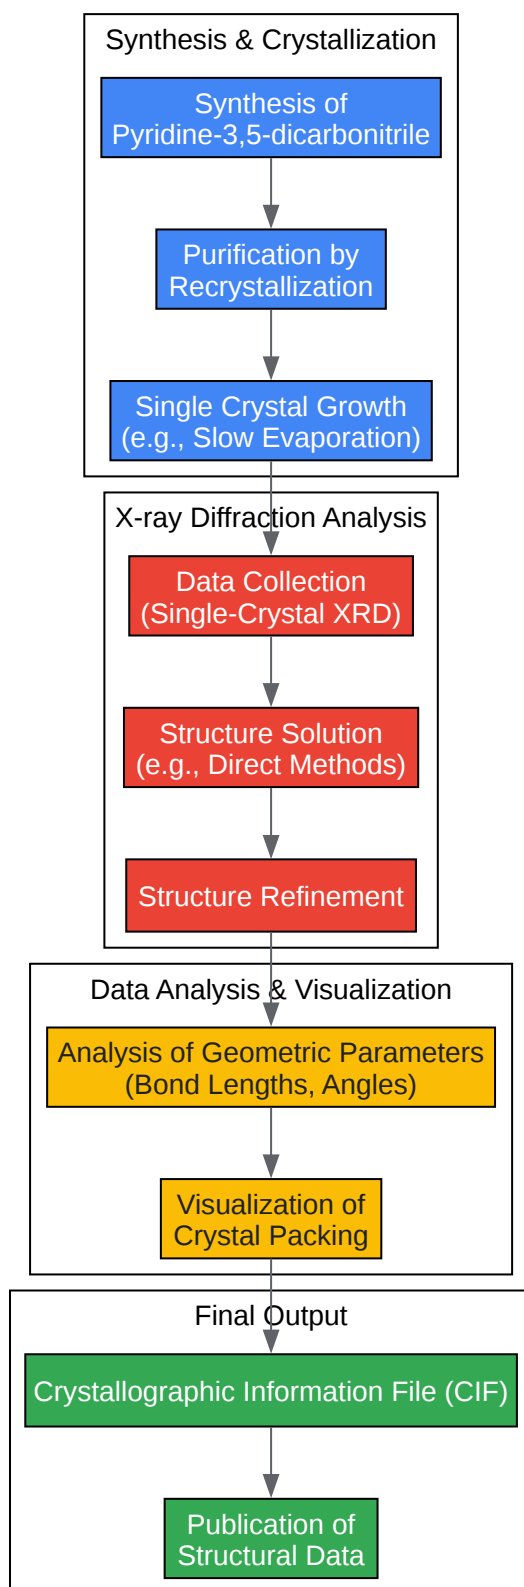 Synthesis & Crystallization
Synthesis of
Pyridine-3,5-dicarbonitrile
Purification by
Recrystallization
Single Crystal Growth
(e.g., Slow Evaporation)
X-ray Diffraction Analysis
Data Collection
(Single-Crystal XRD)
Structure Solution
(e.g., Direct Methods)
Structure Refinement
Data Analysis & Visualization
Analysis of Geometric Parameters
(Bond Lengths, Angles)
Visualization of
Crystal Packing
Final Output
Crystallographic Information File (CIF)
Publication of
Structural Data